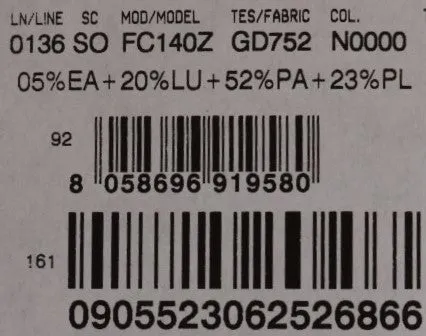 LN/LINE SC MOD/MODEL TES/FABRIC COL.
0136 SO FC140Z GD752 N0000
05%EA+20%LU+52%PA+23%PL
92
8 058696 919580
161
0905523062526866